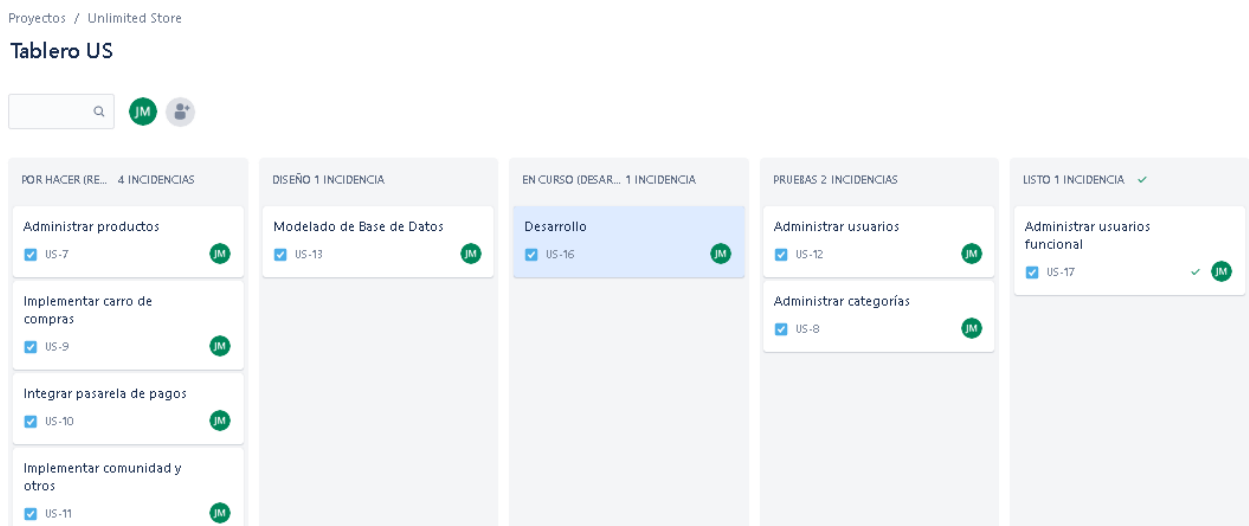 Proyectos / Unlimited Store
Tablero US
JM
POR HACER (RE... 4 INCIDENCIAS
Administrar productos
US-7 JM
Implementar carro de
compras
US-9 JM
Integrar pasarela de pagos
US-10 JM
Implementar comunidad y
otros
US-11 JM
DISEÑO 1 INCIDENCIA
Modelado de Base de Datos
US-13 JM
EN CURSO (DESAR... 1 INCIDENCIA
Desarrollo
US-16 JM
PRUEBAS 2 INCIDENCIAS
Administrar usuarios
US-12 JM
Administrar categorías
US-8 JM
LISTO 1 INCIDENCIA
Administrar usuarios
funcional
US-17 JM